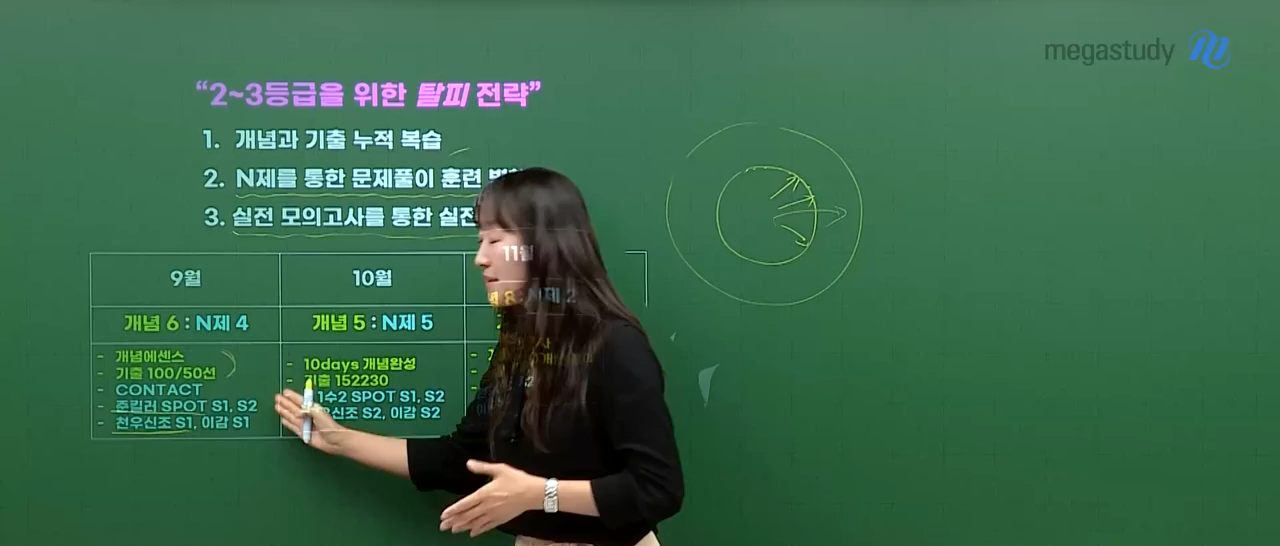 megastudy
“2~3등급을 위한 탈피 전략”
1. 개념과 기출 누적 복습
2. N제를 통한 문제풀이 훈련
3. 실전 모의고사를 통한 실전
9월
10월
11월
개념 6 : N제 4
개념 5 : N제 5
8 : N제 2
- 개념에센스
- 기출 100/50선
- CONTACT
- 준킬러 SPOT S1, S2
- 천우신조 S1, 이감 S1
- 10days 개념완성
- 기출 152230
1수2 SPOT S1, S2
우신조 S2, 이감 S2